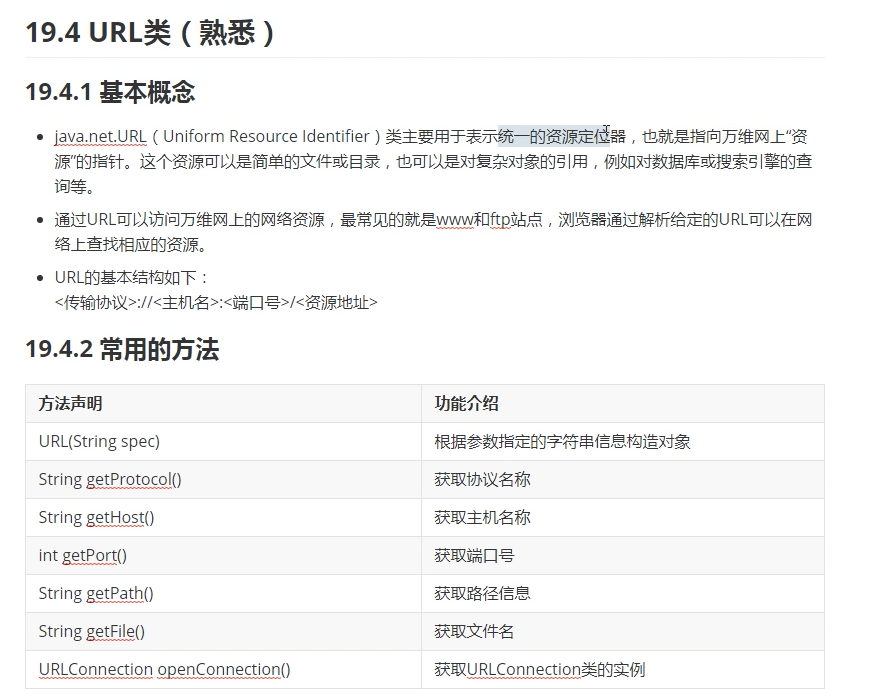 19.4 URL类（熟悉）
19.4.1 基本概念
java.net.URL（Uniform Resource Identifier）类主要用于表示统一的资源定位器，也就是指向万维网上“资
源”的指针。这个资源可以是简单的文件或目录，也可以是对复杂对象的引用，例如对数据库或搜索引擎的查
询等。
通过URL可以访问万维网上的网络资源，最常见的就是www和ftp站点，浏览器通过解析给定的URL可以在网
络上查找相应的资源。
URL的基本结构如下：
<传输协议>://<主机名>:<端口号>/<资源地址>
19.4.2 常用的方法
方法声明 功能介绍
URL(String spec) 根据参数指定的字符串信息构造对象
String getProtocol() 获取协议名称
String getHost() 获取主机名称
int getPort() 获取端口号
String getPath() 获取路径信息
String getFile() 获取文件名
URLConnection openConnection() 获取URLConnection类的实例